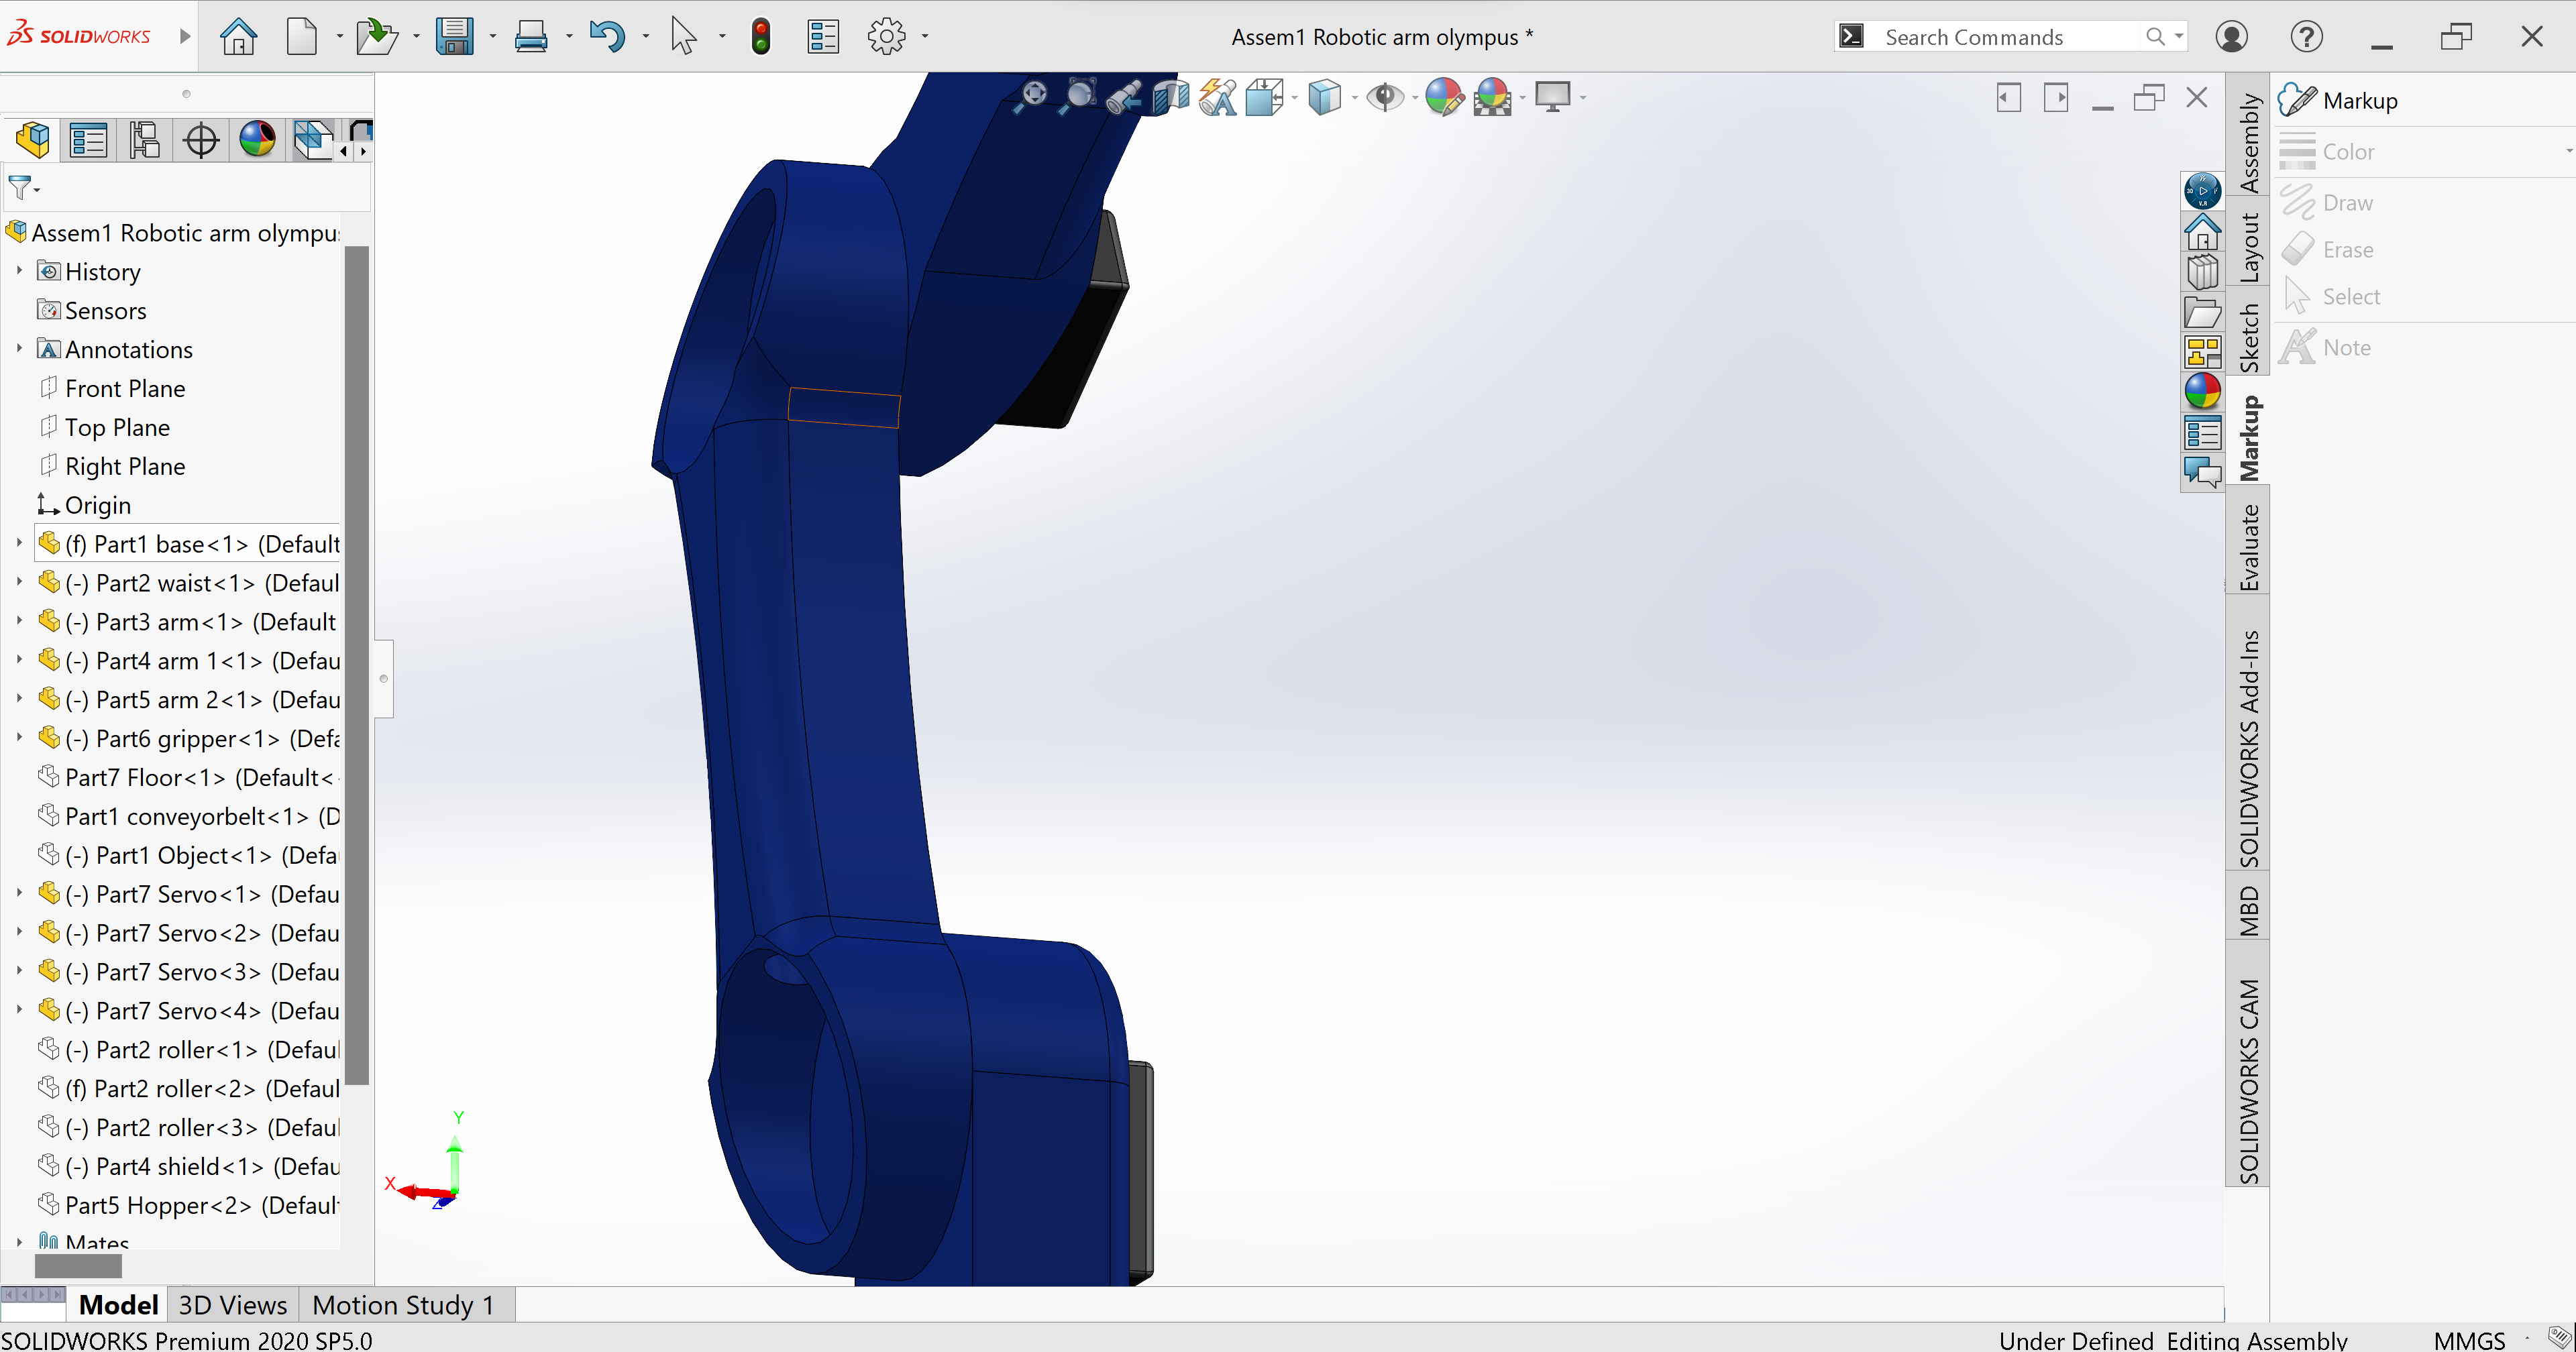 SOLIDWORKS
Assem1 Robotic arm olympus *
Search Commands
Markup
Color
Draw
Erase
Select
Note
Assembly
Layout
Sketch
Markup
Evaluate
SOLIDWORKS Add-Ins
MBD
SOLIDWORKS CAM
Assem1 Robotic arm olympus
History
Sensors
Annotations
Front Plane
Top Plane
Right Plane
Origin
(f) Part1 base<1> (Default
(-) Part2 waist<1> (Defaul
(-) Part3 arm<1> (Default
(-) Part4 arm 1<1> (Defau
(-) Part5 arm 2<1> (Defau
(-) Part6 gripper<1> (Defa
Part7 Floor<1> (Default<
Part1 conveyorbelt<1> (D
(-) Part1 Object<1> (Defa
(-) Part7 Servo<1> (Defau
(-) Part7 Servo<2> (Defau
(-) Part7 Servo<3> (Defau
(-) Part7 Servo<4> (Defau
(-) Part2 roller<1> (Defaul
(f) Part2 roller<2> (Defaul
(-) Part2 roller<3> (Defaul
(-) Part4 shield<1> (Defau
Part5 Hopper<2> (Default
Mates
Y
X
Z
Model
3D Views
Motion Study 1
SOLIDWORKS Premium 2020 SP5.0
Under Defined
Editing Assembly
MMGS